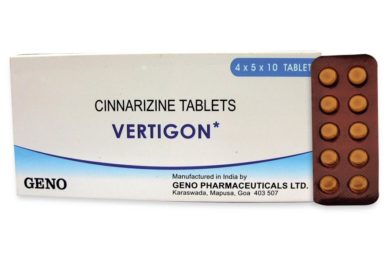 4 x 5 x 10 TABLET
CINNARIZINE TABLETS
VERTIGON*
GENO
Manufactured in India by
GENO PHARMACEUTICALS LTD.
Karaswada, Mapusa, Goa 403 507